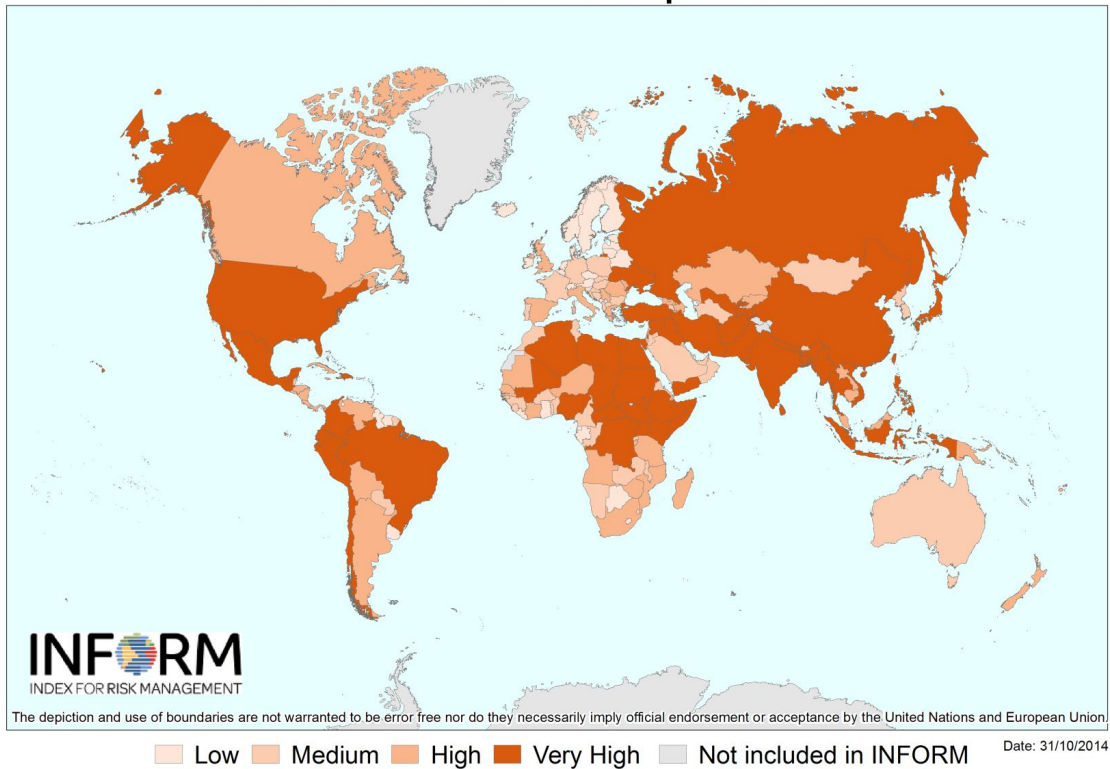 INFORM
INDEX FOR RISK MANAGEMENT
The depiction and use of boundaries are not warranted to be error free nor do they necessarily imply official endorsement or acceptance by the United Nations and European Union.
Low Medium High Very High Not included in INFORM Date: 31/10/2014